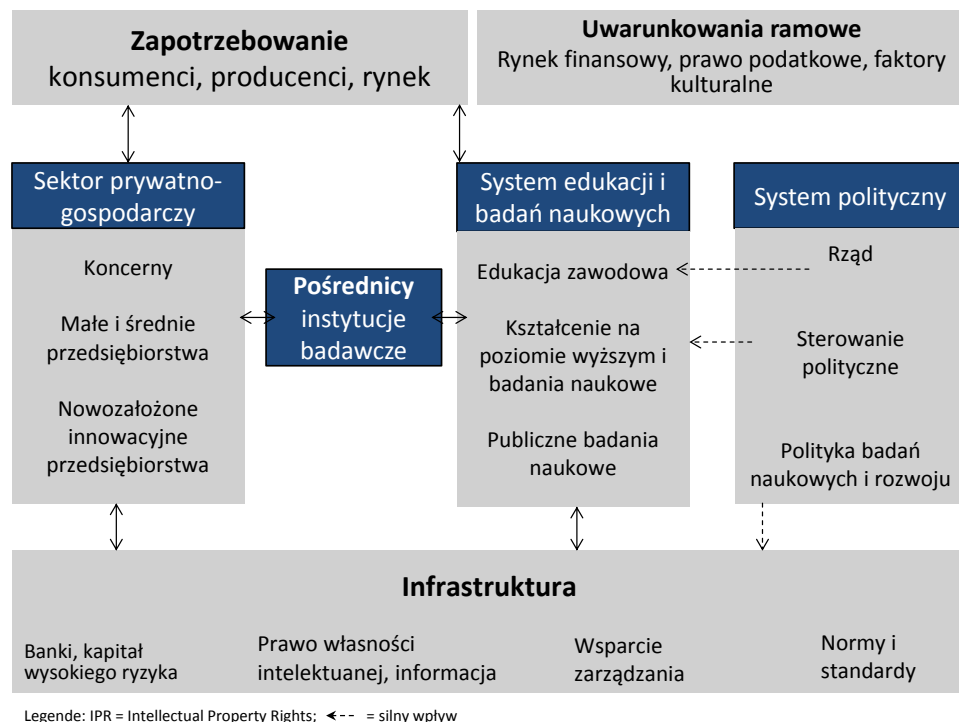 Zapotrzebowanie
konsumenci, producenci, rynek
Uwarunkowania ramowe
Rynek finansowy, prawo podatkowe, faktory
kulturalne
Sektor prywatno-
gospodarczy
Koncerny
Małe i średnie
przedsiębiorstwa
Nowozałożone
innowacyjne
przedsiębiorstwa
Pośrednicy
instytucje
badawcze
System edukacji i
badań naukowych
Edukacja zawodowa
Kształcenie na
poziomie wyższym i
badania naukowe
Publiczne badania
naukowe
System polityczny
Rząd
Sterowanie
polityczne
Polityka badań
naukowych i rozwoju
Infrastruktura
Banki, kapitał
wysokiego ryzyka
Prawo własności
intelektuanej, informacja
Wsparcie
zarządzania
Normy i
standardy
Legende: IPR = Intellectual Property Rights; = silny wpływ